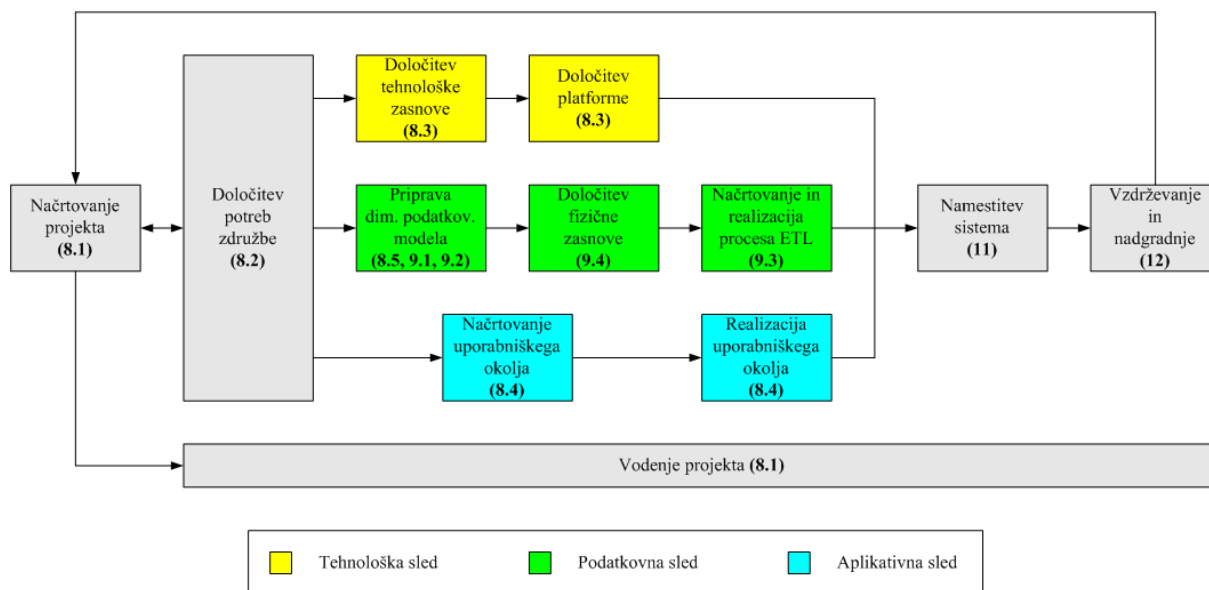 Načrtovanje
projekta
(8.1)
Določitev
potreb
združbe
(8.2)
Določitev
tehnološke
zasnove
(8.3)
Določitev
platforme
(8.3)
Priprava
dim. podatkov.
modela
(8.5, 9.1, 9.2)
Določitev
fizične
zasnove
(9.4)
Načrtovanje in
realizacija
procesa ETL
(9.3)
Načrtovanje
uporabniškega
okolja
(8.4)
Realizacija
uporabniškega
okolja
(8.4)
Namestitev
sistema
(11)
Vzdrževanje
in
nadgradnje
(12)
Vodenje projekta (8.1)
Tehnološka sled
Podatkovna sled
Aplikativna sled